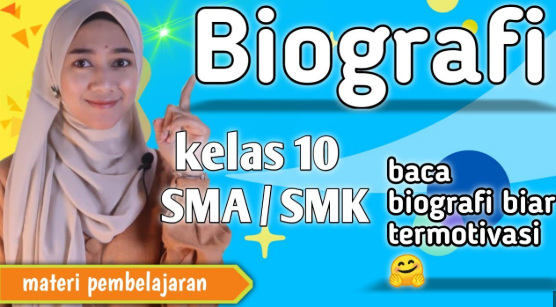 Biografi
kelas 10
SMA / SMK
baca
biografi biar
termotivasi
🤗
materi pembelajaran